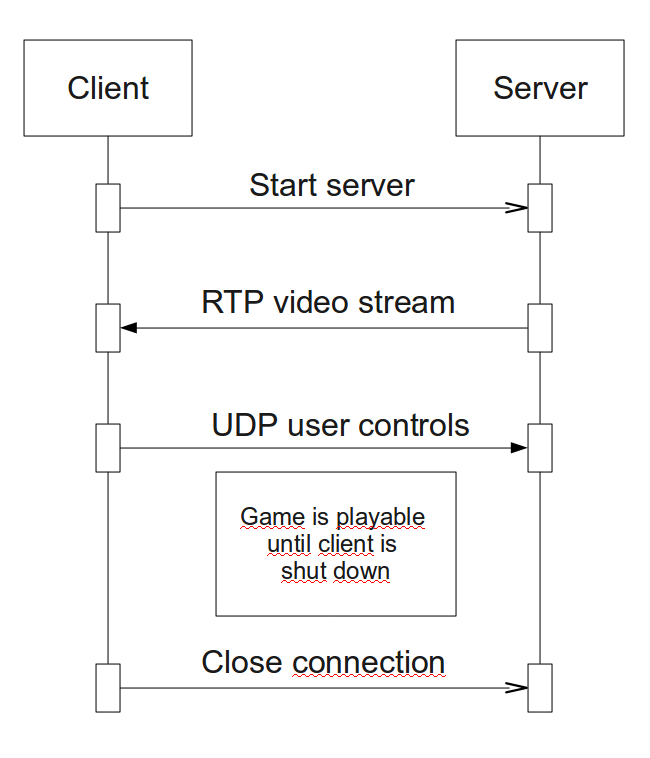 Client
Server
Start server
RTP video stream
UDP user controls
Game is playable
until client is
shut down
Close connection